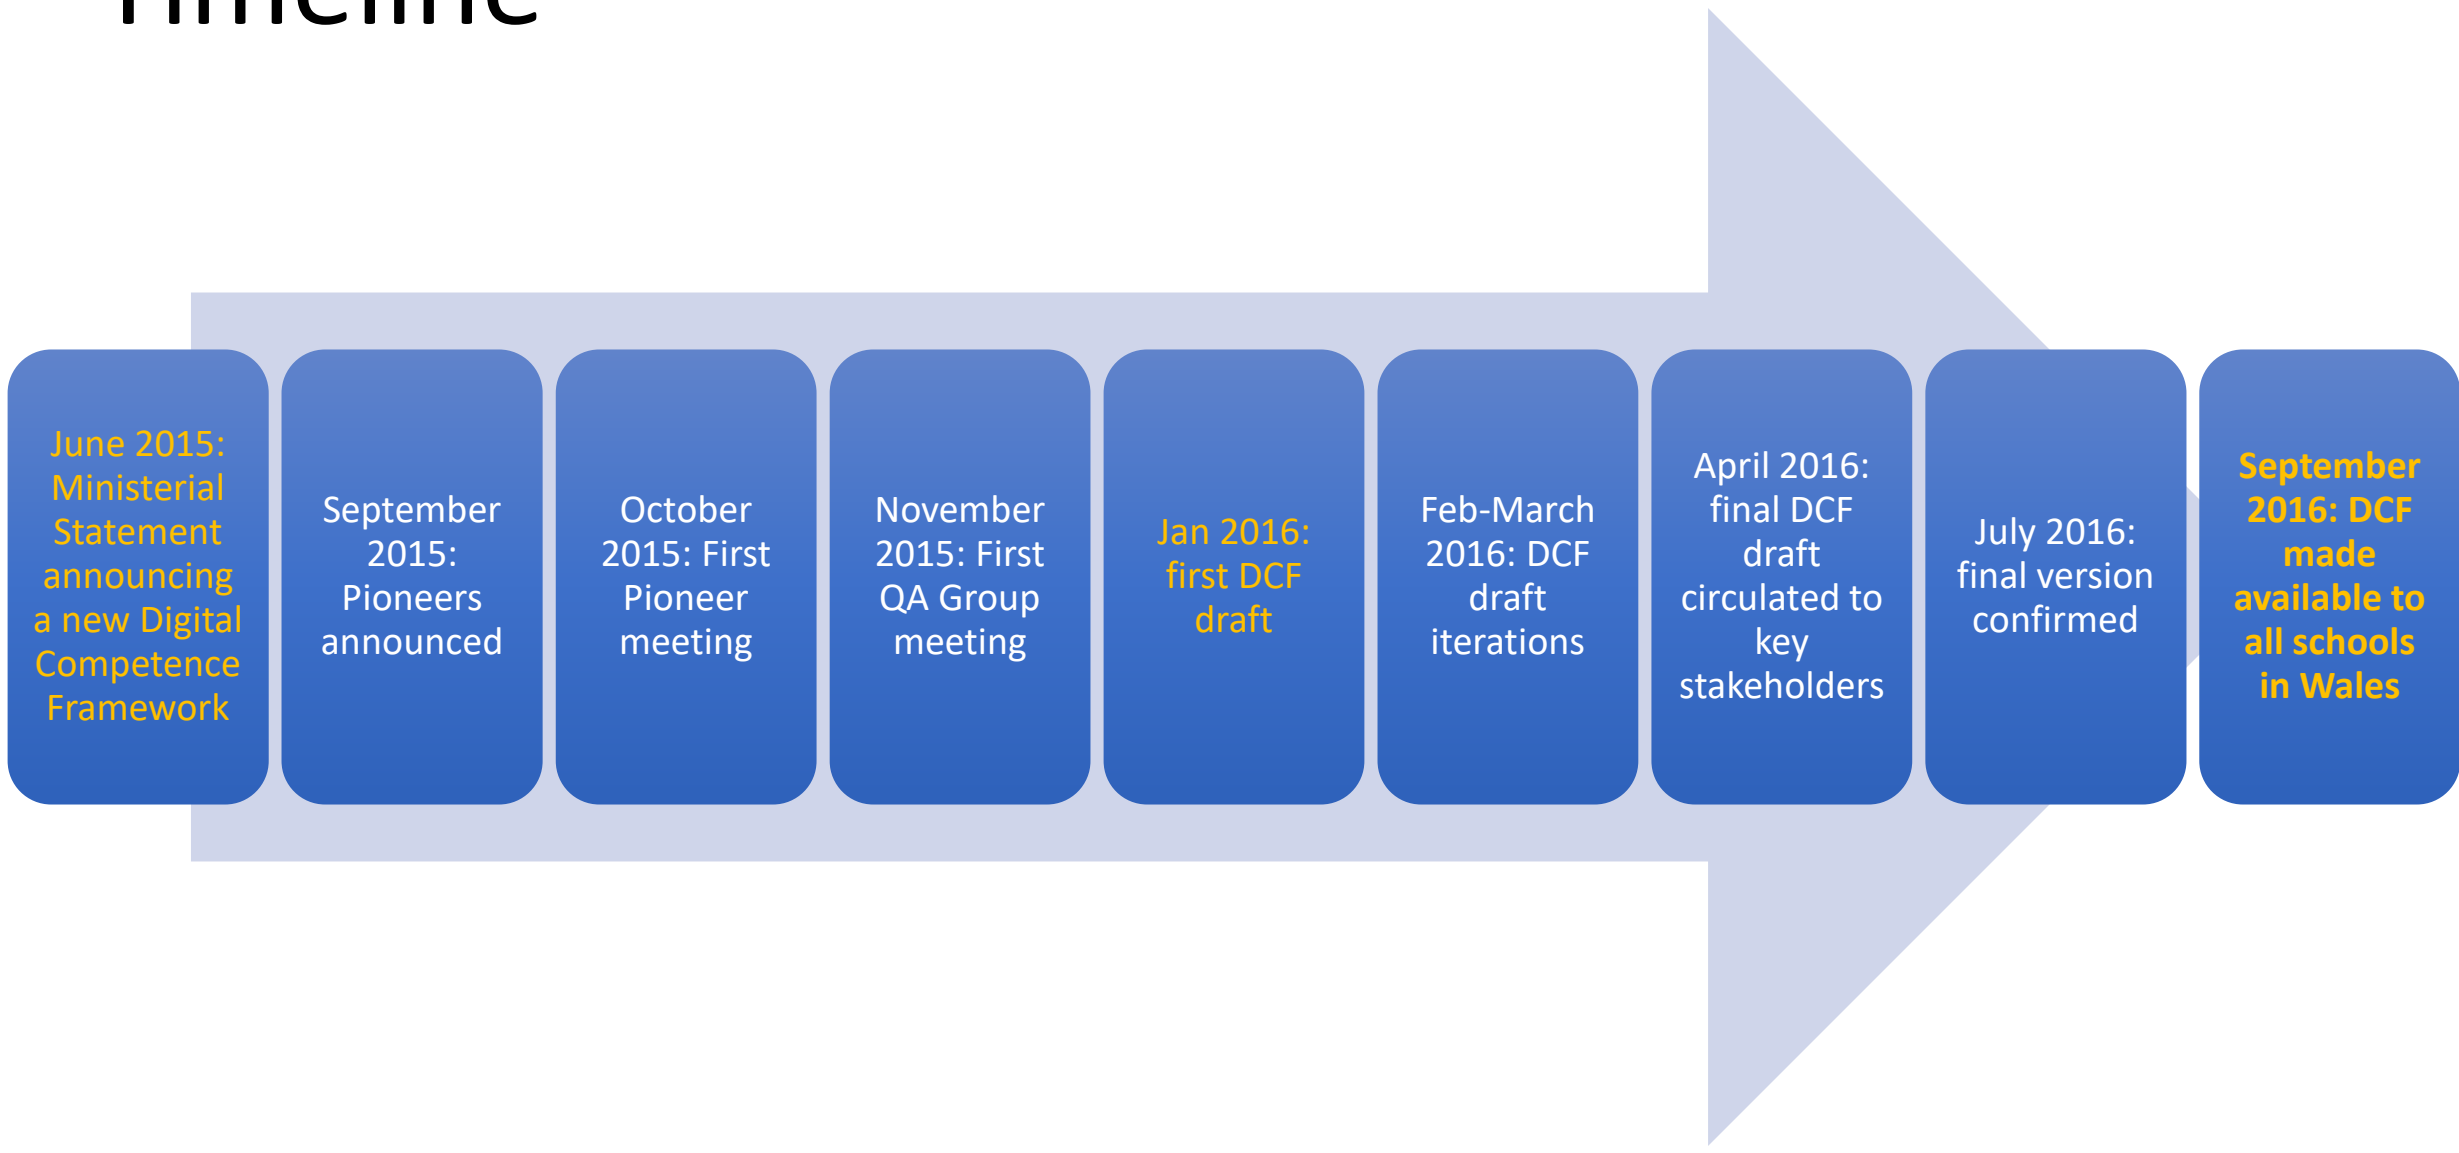 Timeline
June 2015:
Ministerial
Statement
announcing
a new Digital
Competence
Framework
September
2015:
Pioneers
announced
October
2015: First
Pioneer
meeting
November
2015: First
QA Group
meeting
Jan 2016:
first DCF
draft
Feb-March
2016: DCF
draft
iterations
April 2016:
final DCF
draft
circulated to
key
stakeholders
July 2016:
final version
confirmed
September
2016: DCF
made
available to
all schools
in Wales